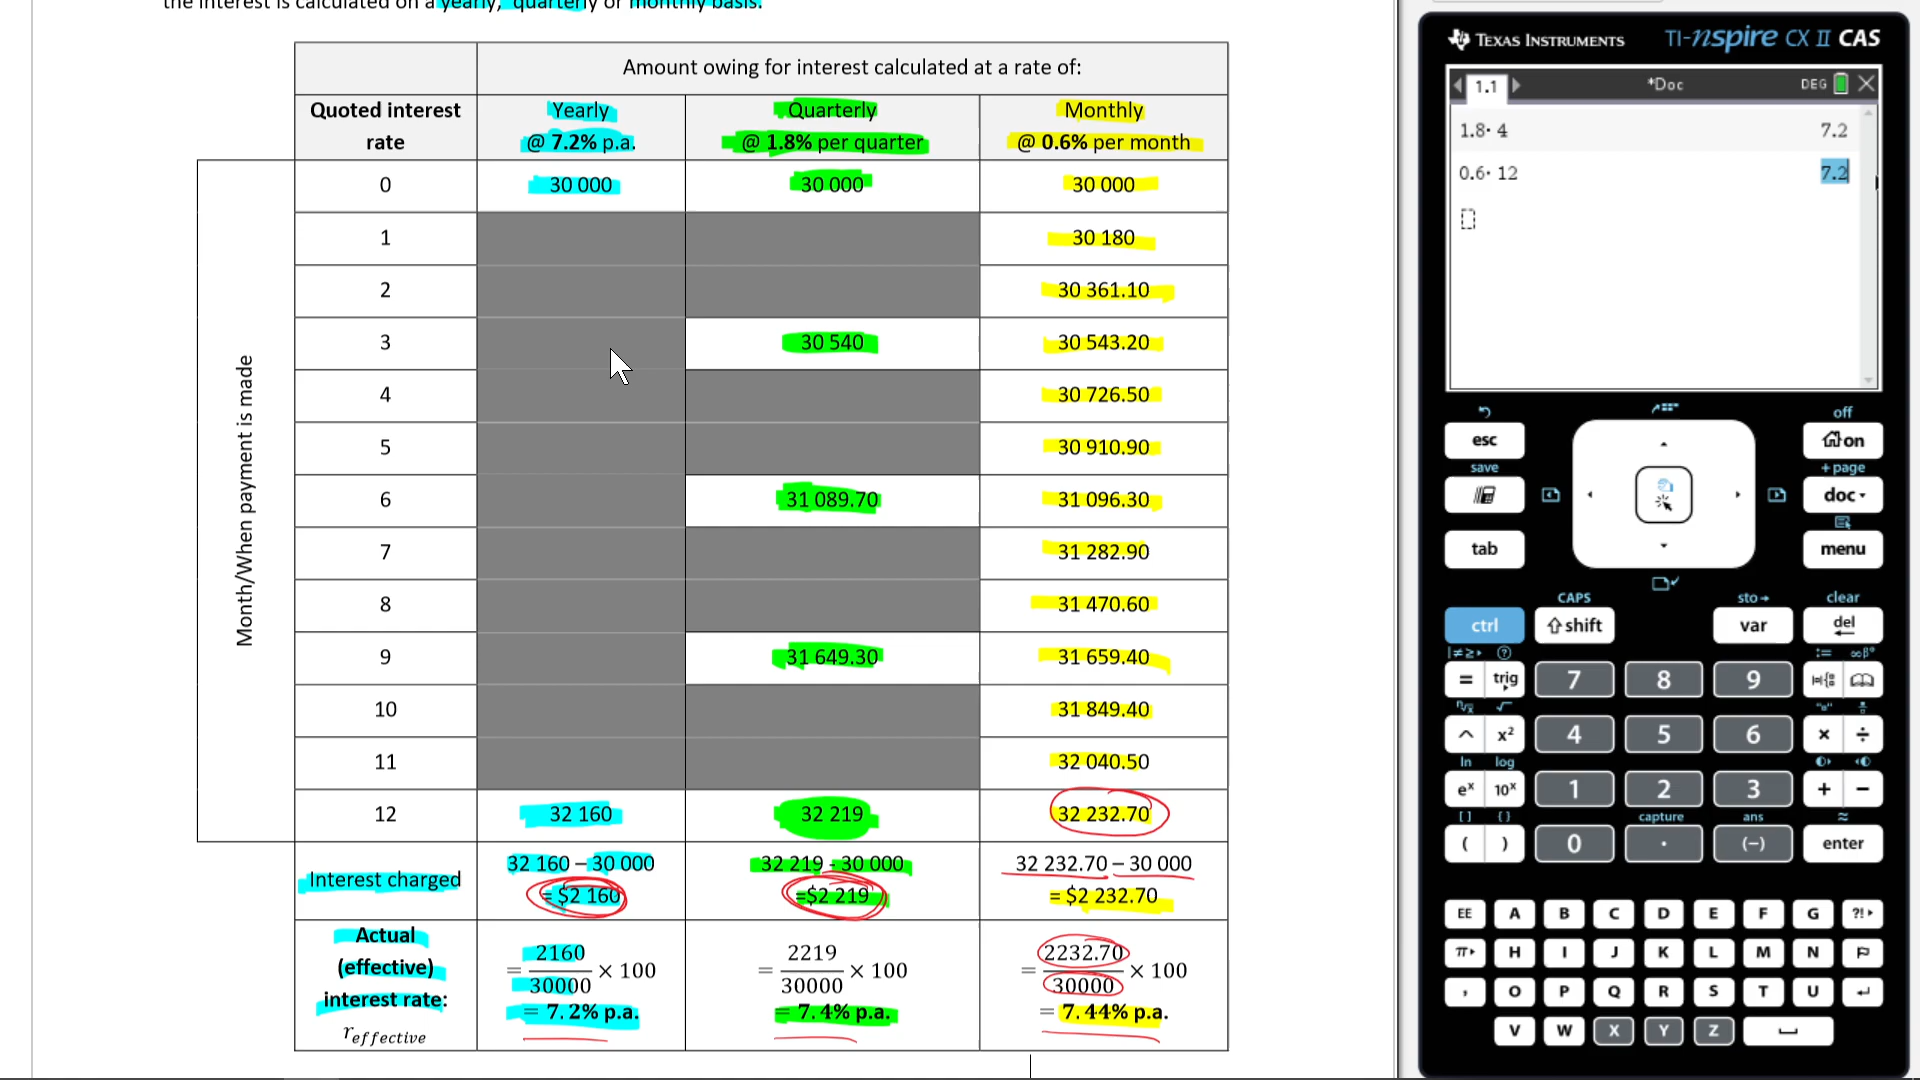 the interest is calculated on a yearly, quarterly or monthly basis.
Amount owing for interest calculated at a rate of:
Quoted interest rate
Yearly
@ 7.2% p.a.
Quarterly
@ 1.8% per quarter
Monthly
@ 0.6% per month
Month/When payment is made
0 30 000 30 000 30 000
1 30 180
2 30 361.10
3 30 540 30 543.20
4 30 726.50
5 30 910.90
6 31 089.70 31 096.30
7 31 282.90
8 31 470.60
9 31 649.30 31 659.40
10 31 849.40
11 32 040.50
12 32 160 32 219 32 232.70
Interest charged
32 160 – 30 000
= $2 160
32 219 - 30 000
=$2 219
32 232.70 – 30 000
= $2 232.70
Actual
(effective)
interest rate:
r_effective
= 2160/30000 × 100
= 7.2% p.a.
= 2219/30000 × 100
= 7.4% p.a.
= 2232.70/30000 × 100
= 7.44% p.a.
TEXAS INSTRUMENTS TI-nspire CX II CAS
1.1 *Doc DEG
1.8· 4 7.2
0.6· 12 7.2
off
esc on
save + page
doc
tab menu
CAPS sto→ clear
ctrl shift var del
|≠≥▸ ? := ∞β°
= trig 7 8 9
ⁿ√x √ "◦"
^ x² 4 5 6 × ÷
ln log
eˣ 10ˣ 1 2 3 + −
[ ] { } capture ans ≈
( ) 0 . (−) enter
EE A B C D E F G ?!▸
π▸ H I J K L M N
, O P Q R S T U
V W X Y Z